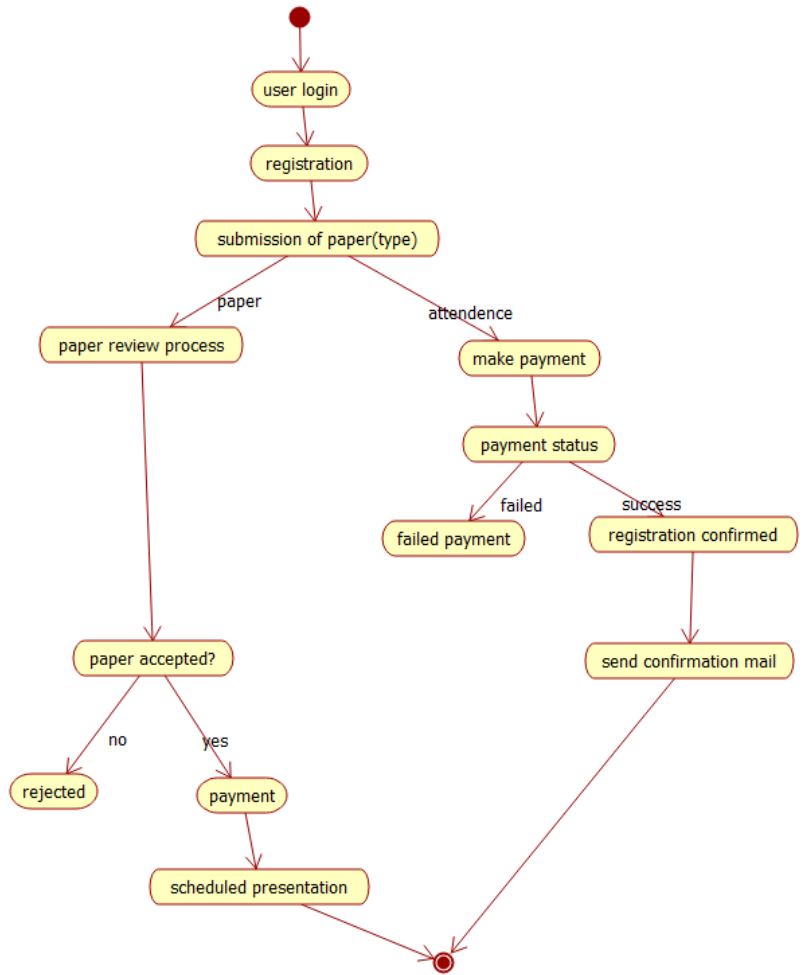 user login
registration
submission of paper(type)
paper
attendence
paper review process
make payment
payment status
failed
success
failed payment
registration confirmed
paper accepted?
send confirmation mail
no
yes
rejected
payment
scheduled presentation